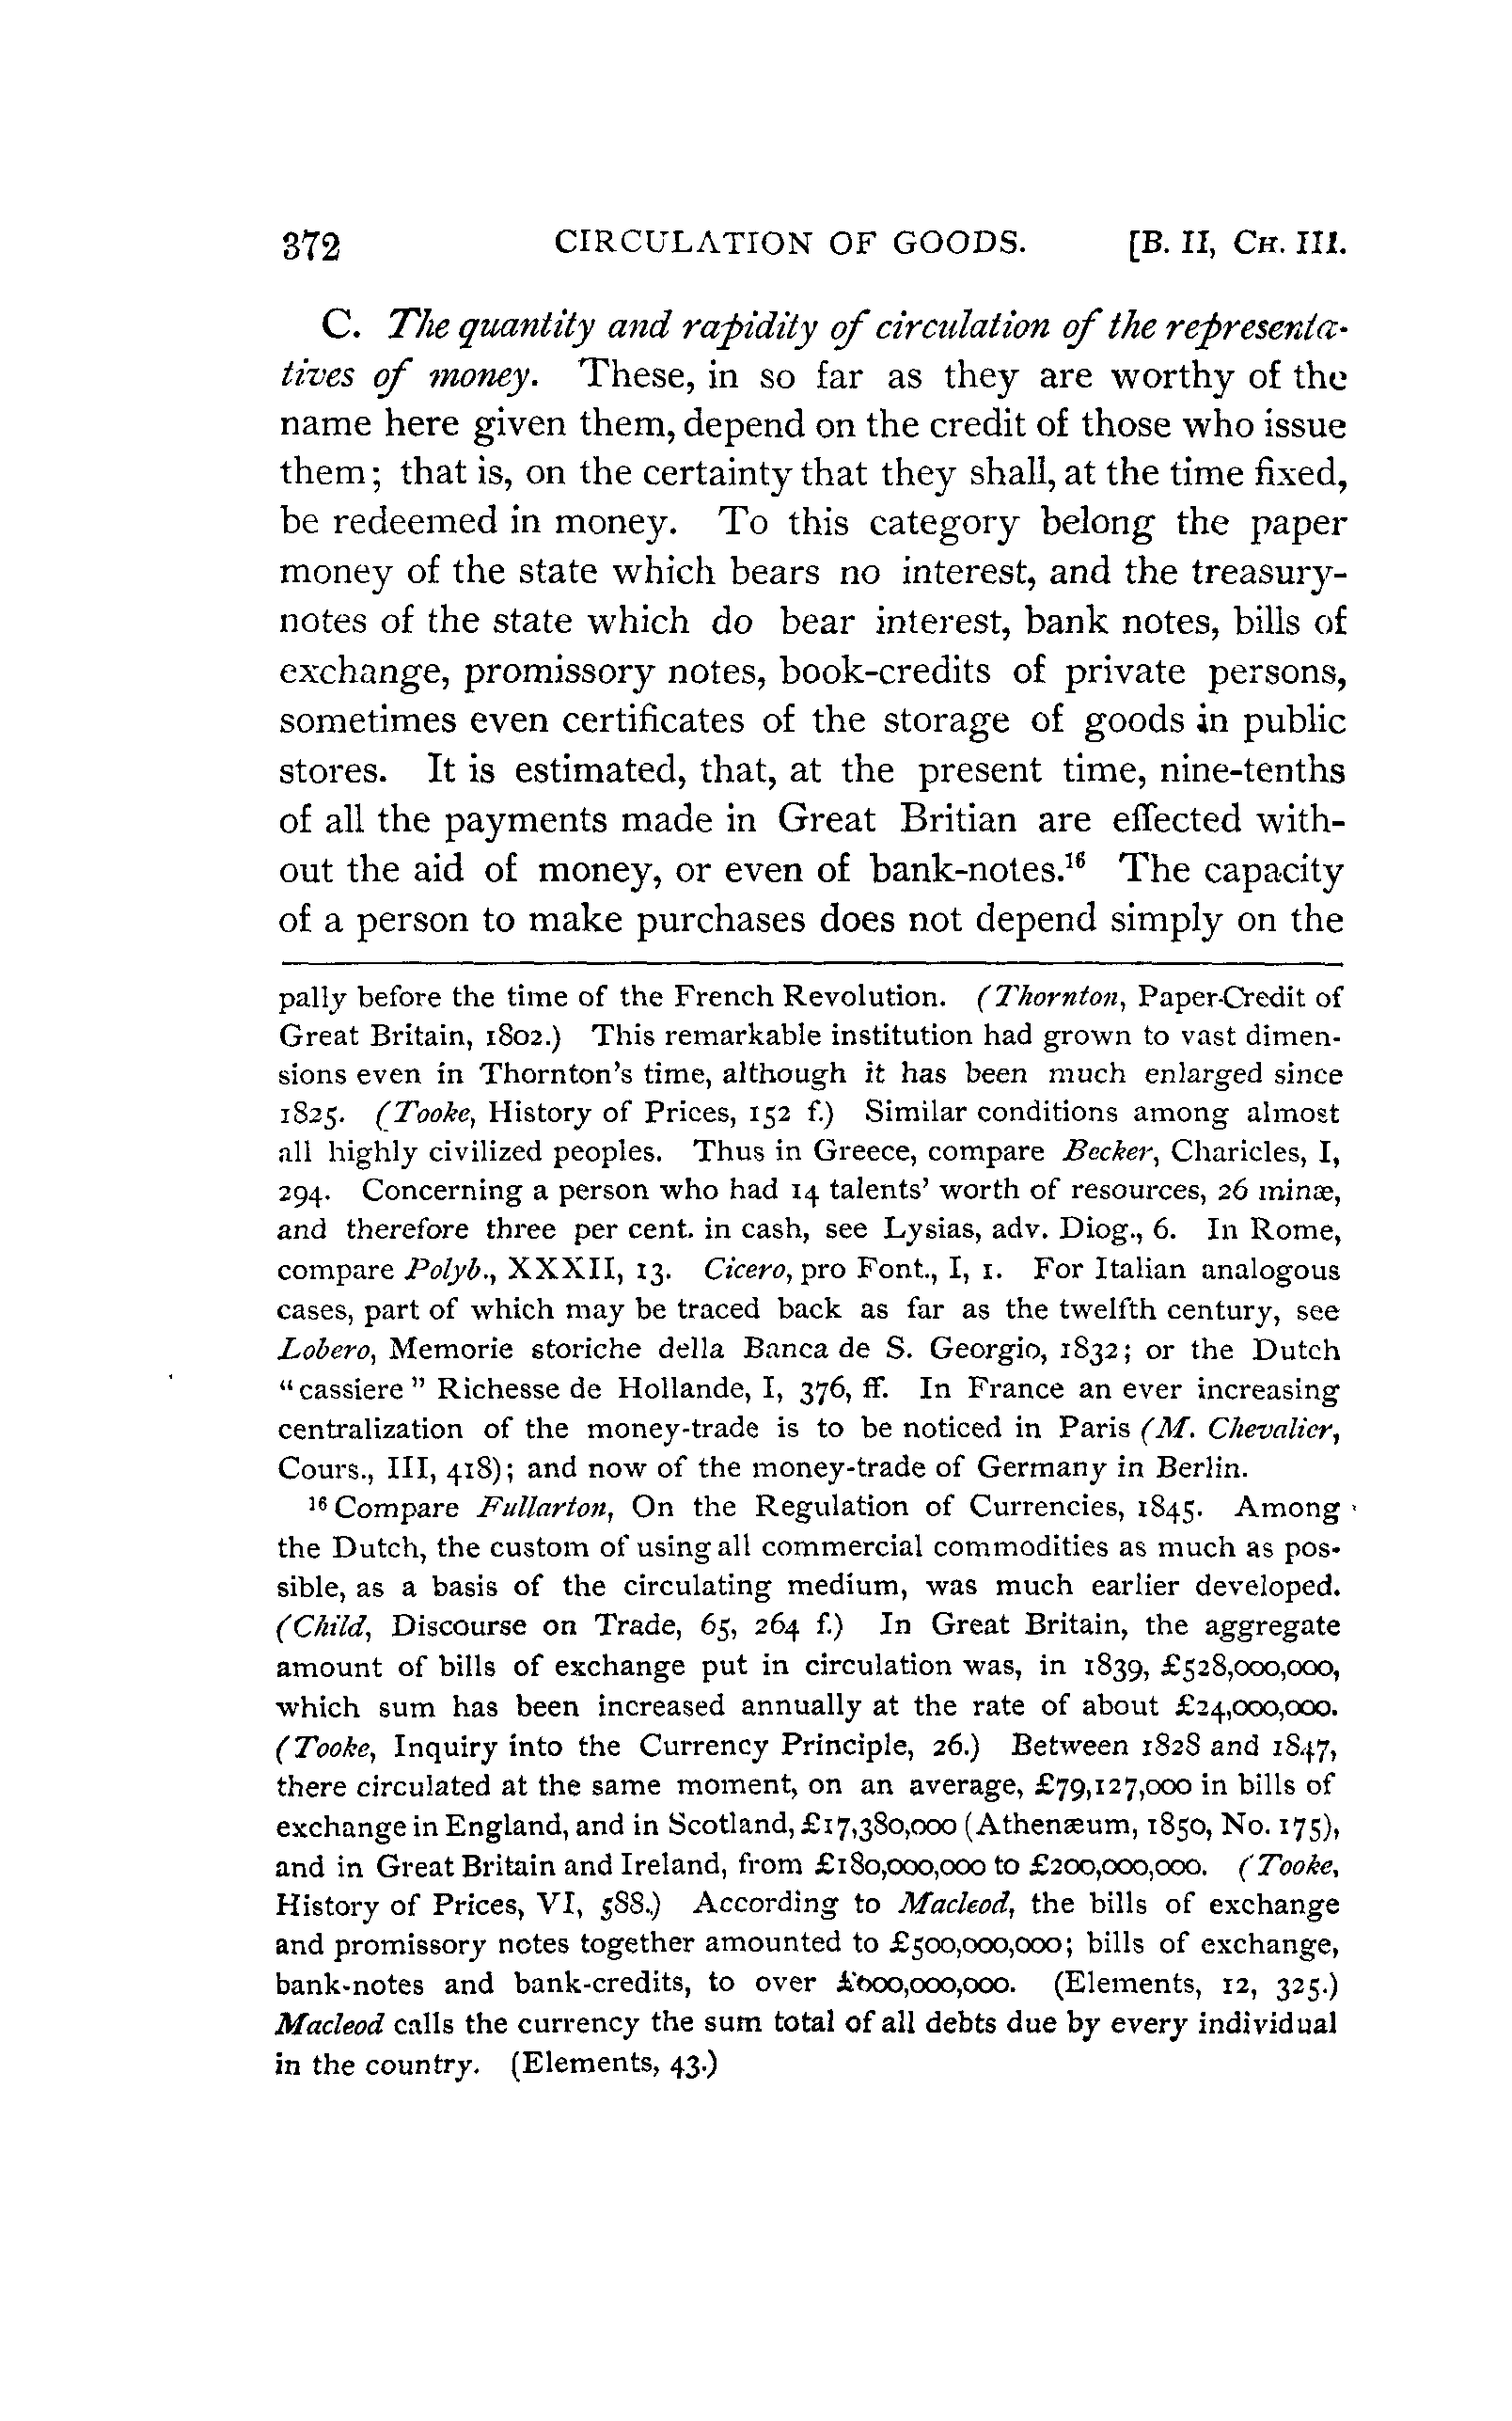 372 CIRCULATION OF GOODS. [B. II, CH. III.
C. The quantity and rapidity of circulation of the representa-
tives of money. These, in so far as they are worthy of the
name here given them, depend on the credit of those who issue
them; that is, on the certainty that they shall, at the time fixed,
be redeemed in money. To this category belong the paper
money of the state which bears no interest, and the treasury-
notes of the state which do bear interest, bank notes, bills of
exchange, promissory notes, book-credits of private persons,
sometimes even certificates of the storage of goods in public
stores. It is estimated, that, at the present time, nine-tenths
of all the payments made in Great Britian are effected with-
out the aid of money, or even of bank-notes.¹⁶ The capacity
of a person to make purchases does not depend simply on the
pally before the time of the French Revolution. (Thornton, Paper-Credit of
Great Britain, 1802.) This remarkable institution had grown to vast dimen-
sions even in Thornton's time, although it has been much enlarged since
1825. (Tooke, History of Prices, 152 f.) Similar conditions among almost
all highly civilized peoples. Thus in Greece, compare Becker, Charicles, I,
294. Concerning a person who had 14 talents' worth of resources, 26 minæ,
and therefore three per cent. in cash, see Lysias, adv. Diog., 6. In Rome,
compare Polyb., XXXII, 13. Cicero, pro Font., I, 1. For Italian analogous
cases, part of which may be traced back as far as the twelfth century, see
Lobero, Memorie storiche della Banca de S. Georgio, 1832; or the Dutch
"cassiere" Richesse de Hollande, I, 376, ff. In France an ever increasing
centralization of the money-trade is to be noticed in Paris (M. Chevalier,
Cours., III, 418); and now of the money-trade of Germany in Berlin.
¹⁶ Compare Fullarton, On the Regulation of Currencies, 1845. Among
the Dutch, the custom of using all commercial commodities as much as pos-
sible, as a basis of the circulating medium, was much earlier developed.
(Child, Discourse on Trade, 65, 264 f.) In Great Britain, the aggregate
amount of bills of exchange put in circulation was, in 1839, £528,000,000,
which sum has been increased annually at the rate of about £24,000,000.
(Tooke, Inquiry into the Currency Principle, 26.) Between 1828 and 1847,
there circulated at the same moment, on an average, £79,127,000 in bills of
exchange in England, and in Scotland, £17,380,000 (Athenæum, 1850, No. 175),
and in Great Britain and Ireland, from £180,000,000 to £200,000,000. (Tooke,
History of Prices, VI, 588.) According to Macleod, the bills of exchange
and promissory notes together amounted to £500,000,000; bills of exchange,
bank-notes and bank-credits, to over £600,000,000. (Elements, 12, 325.)
Macleod calls the currency the sum total of all debts due by every individual
in the country. (Elements, 43.)